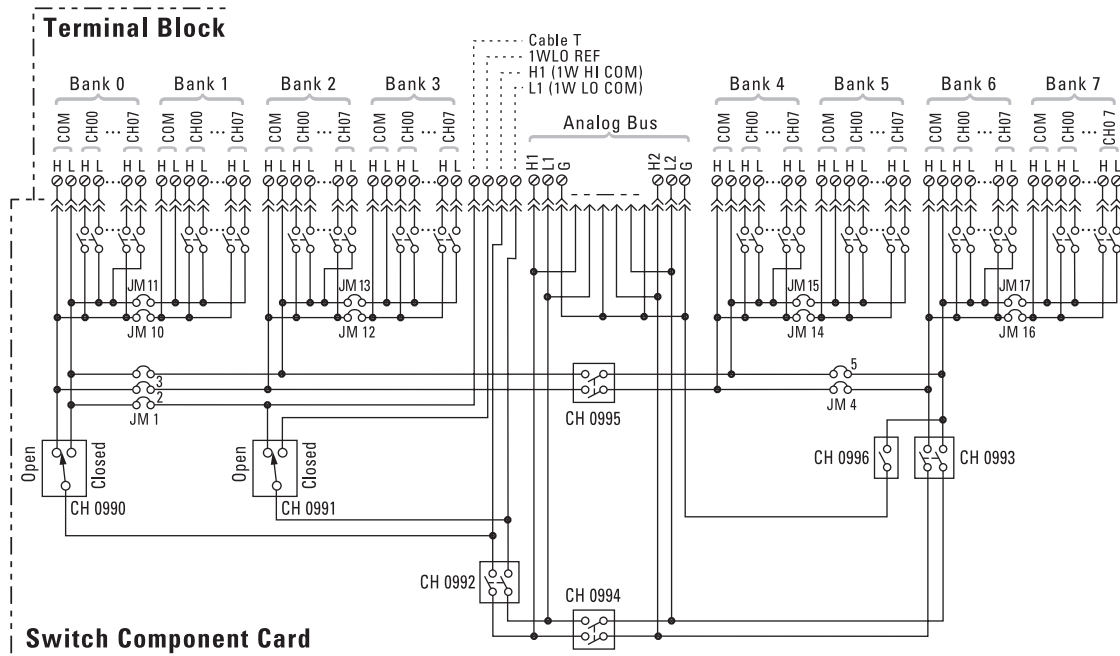 Terminal Block
Cable T
1WLO REF
H1 (1W HI COM)
L1 (1W LO COM)
Bank 0 Bank 1 Bank 2 Bank 3 Analog Bus Bank 4 Bank 5 Bank 6 Bank 7
COM CH00 ... CH07 COM CH00 ... CH07 COM CH00 ... CH07 COM CH00 ... CH07 COM CH00 ... CH07 COM CH00 ... CH07 COM CH00 ... CH07 COM CH00 ... CH0 7
H L H L H L H L H L H L H L H L H L H L H L H L H1 L1 G H2 L2 G H L H L H L H L H L H L H L H L H L H L H L H L
JM 11 JM 13 JM 15 JM17
JM 10 JM 12 JM 14 JM 16
3 5
2
JM 1 CH 0995 JM 4
Open Closed Open Closed CH 0996 CH 0993
CH 0990 CH 0991
CH 0992 CH 0994
Switch Component Card